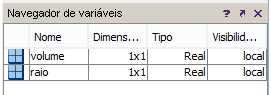 Navegador de variáveis ? ↗ ×
Nome Dimens... Tipo Visibilid...
volume 1x1 Real local
raio 1x1 Real local